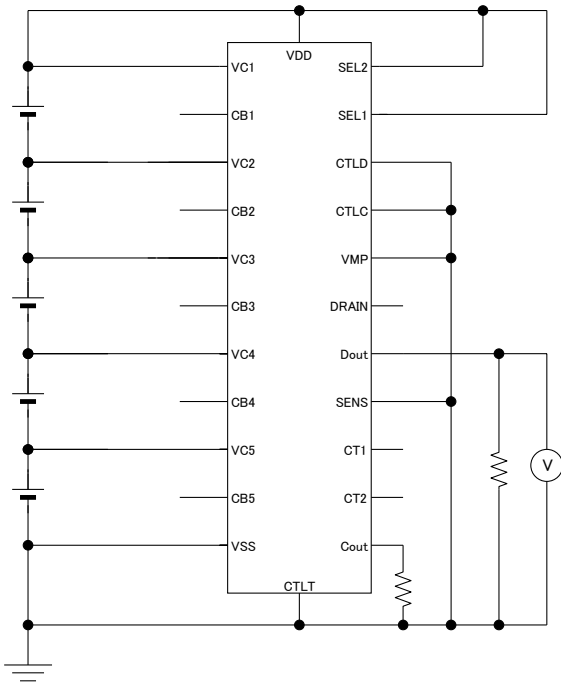 VDD
VC1
SEL2
CB1
SEL1
VC2
CTLD
CB2
CTLC
VC3
VMP
CB3
DRAIN
VC4
Dout
CB4
SENS
VC5
CT1
CB5
CT2
VSS
Cout
CTLT
V